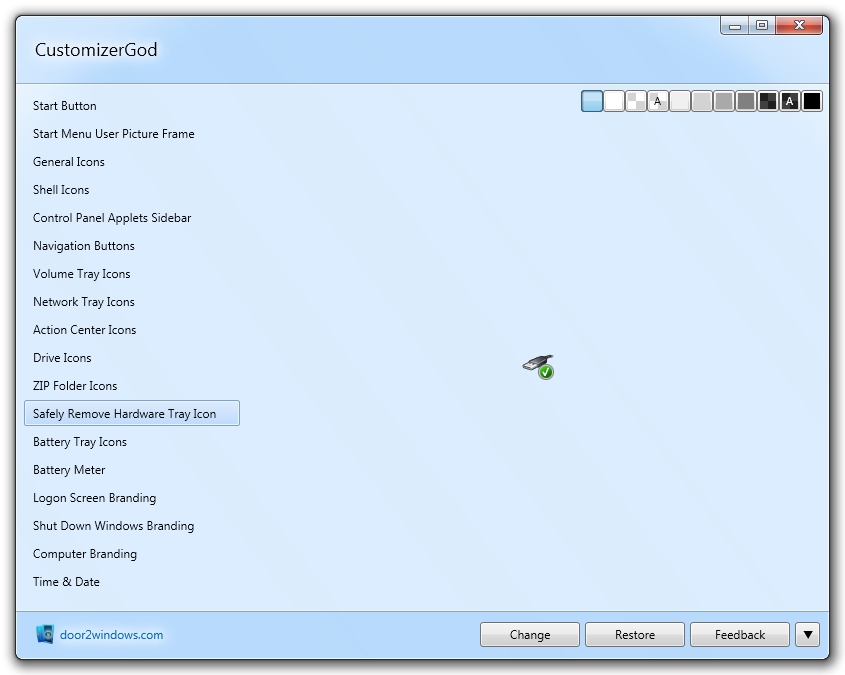 CustomizerGod
A
A
Start Button
Start Menu User Picture Frame
General Icons
Shell Icons
Control Panel Applets Sidebar
Navigation Buttons
Volume Tray Icons
Network Tray Icons
Action Center Icons
Drive Icons
ZIP Folder Icons
Safely Remove Hardware Tray Icon
Battery Tray Icons
Battery Meter
Logon Screen Branding
Shut Down Windows Branding
Computer Branding
Time & Date
door2windows.com
Change
Restore
Feedback